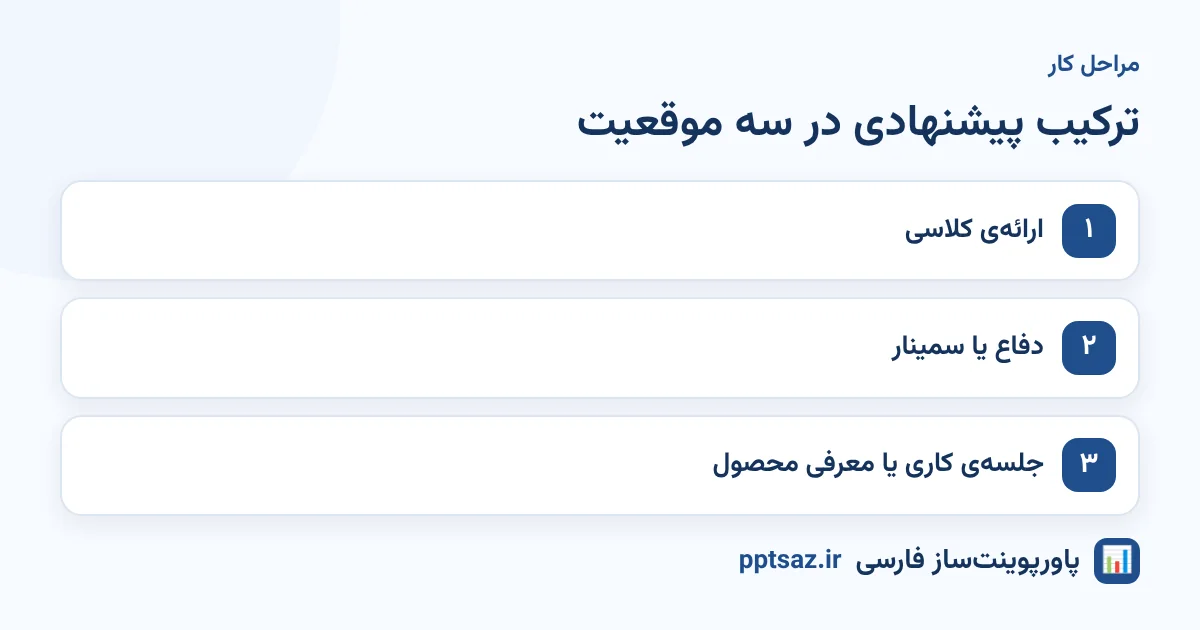 مراحل کار
ترکیب پیشنهادی در سه موقعیت
۱ ارائه‌ی کلاسی
۲ دفاع یا سمینار
۳ جلسه‌ی کاری یا معرفی محصول
پاورپوینت‌ساز فارسی pptsaz.ir